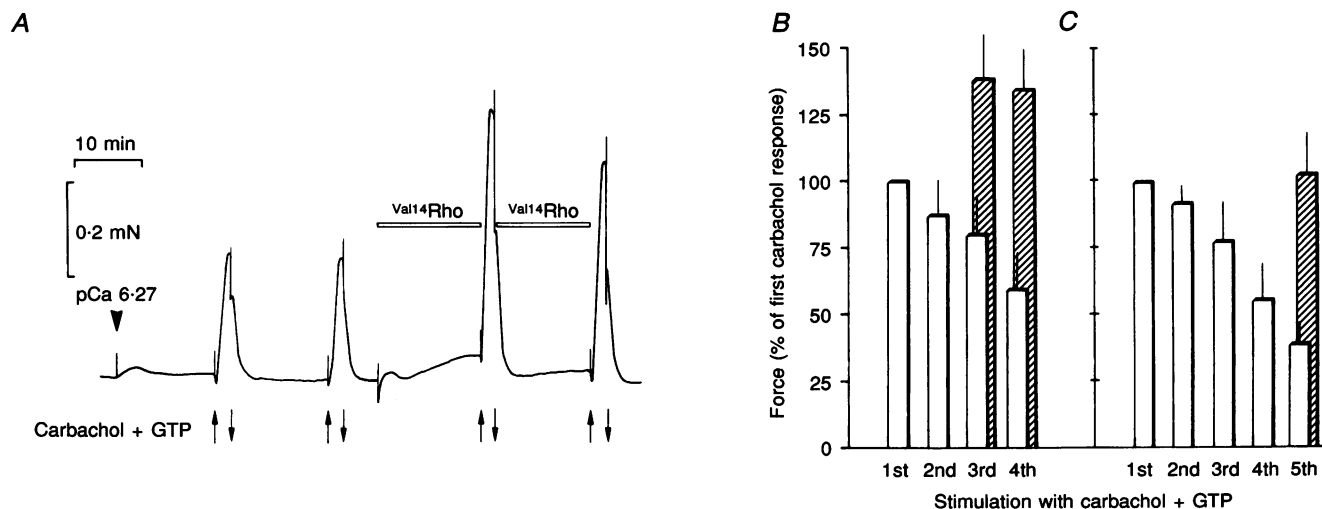 A
10 min
0·2 mN
pCa 6·27
Val14Rho
Val14Rho
Carbachol + GTP
B
C
Force (% of first carbachol response)
150
125
100
75
50
25
0
1st 2nd 3rd 4th
1st 2nd 3rd 4th 5th
Stimulation with carbachol + GTP